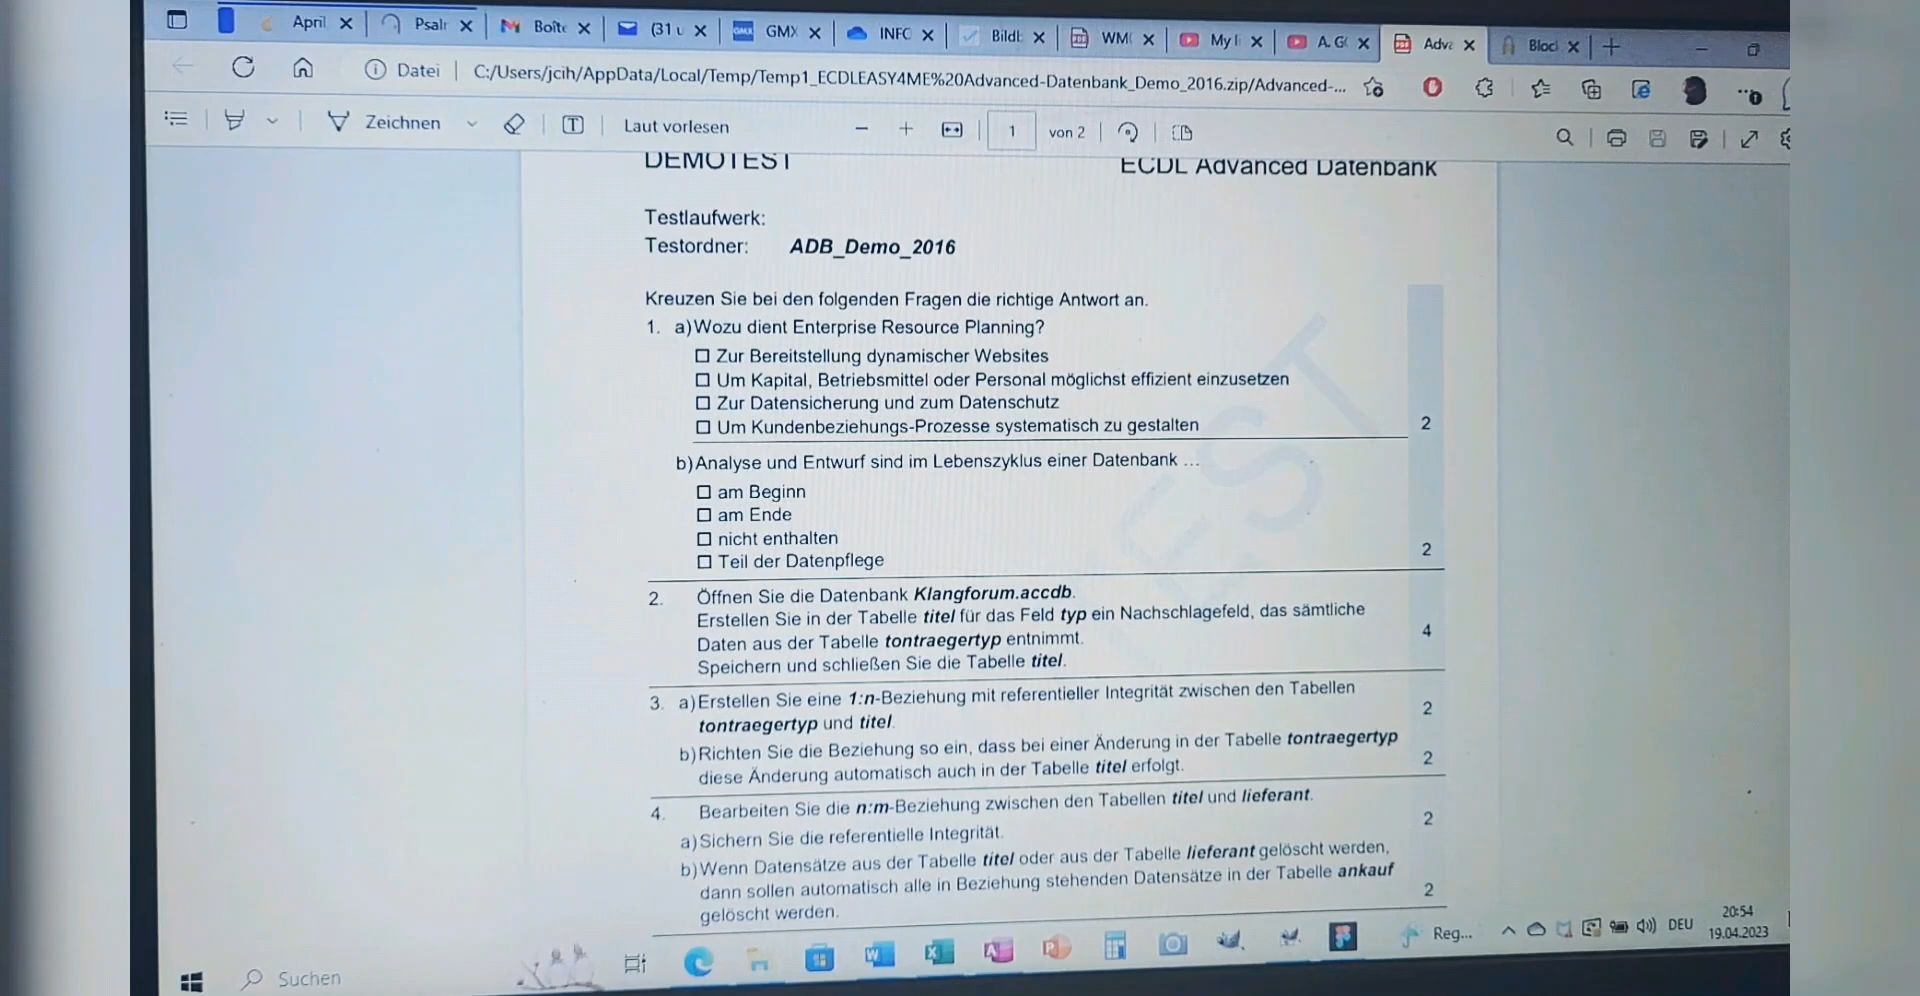 April
Psalr
Boîte
(31 u
GMX
INFC
Bildb
My li
A. G(
Adva
Bloc
Datei
C:/Users/jcih/AppData/Local/Temp/Temp1_ECDLEASY4ME%20Advanced-Datenbank_Demo_2016.zip/Advanced-...
Zeichnen
Laut vorlesen
1 von 2
DEMOTEST
ECDL Advanced Datenbank
Testlaufwerk:
Testordner: ADB_Demo_2016
Kreuzen Sie bei den folgenden Fragen die richtige Antwort an.
1. a) Wozu dient Enterprise Resource Planning?
Zur Bereitstellung dynamischer Websites
Um Kapital, Betriebsmittel oder Personal möglichst effizient einzusetzen
Zur Datensicherung und zum Datenschutz
Um Kundenbeziehungs-Prozesse systematisch zu gestalten 2
b) Analyse und Entwurf sind im Lebenszyklus einer Datenbank ...
am Beginn
am Ende
nicht enthalten
Teil der Datenpflege 2
2. Öffnen Sie die Datenbank Klangforum.accdb.
Erstellen Sie in der Tabelle titel für das Feld typ ein Nachschlagefeld, das sämtliche
Daten aus der Tabelle tontraegertyp entnimmt. 4
Speichern und schließen Sie die Tabelle titel.
3. a) Erstellen Sie eine 1:n-Beziehung mit referentieller Integrität zwischen den Tabellen
tontraegertyp und titel. 2
b) Richten Sie die Beziehung so ein, dass bei einer Änderung in der Tabelle tontraegertyp
diese Änderung automatisch auch in der Tabelle titel erfolgt. 2
4. Bearbeiten Sie die n:m-Beziehung zwischen den Tabellen titel und lieferant.
a) Sichern Sie die referentielle Integrität. 2
b) Wenn Datensätze aus der Tabelle titel oder aus der Tabelle lieferant gelöscht werden,
dann sollen automatisch alle in Beziehung stehenden Datensätze in der Tabelle ankauf
gelöscht werden. 2
TEST
Suchen
Reg...
DEU
20:54
19.04.2023